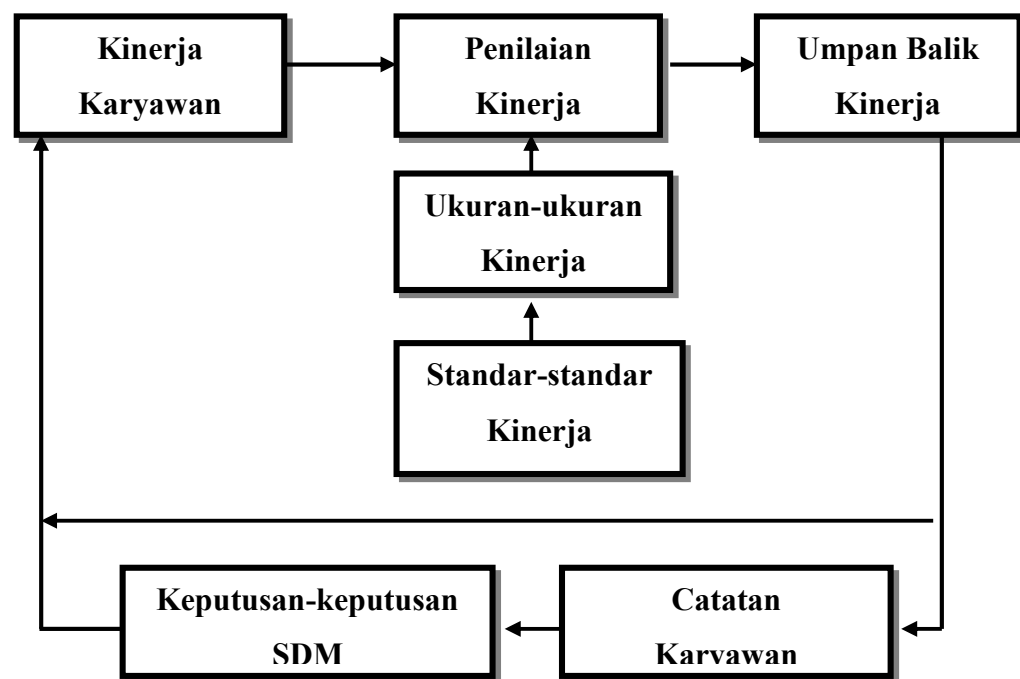 Kinerja
Karyawan
Penilaian
Kinerja
Umpan Balik
Kinerja
Ukuran-ukuran
Kinerja
Standar-standar
Kinerja
Keputusan-keputusan
SDM
Catatan
Karyawan